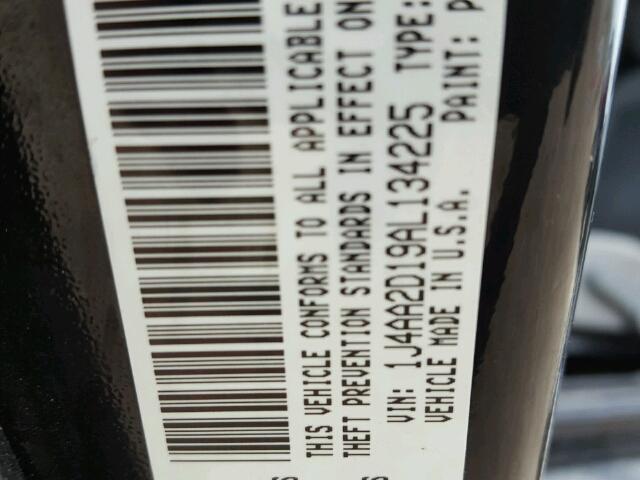 THIS VEHICLE CONFORMS TO ALL APPLICABLE
THEFT PREVENTION STANDARDS IN EFFECT ON
VIN: 1J4AA2D19AL134225 TYPE:
VEHICLE MADE IN U.S.A. PAINT: P